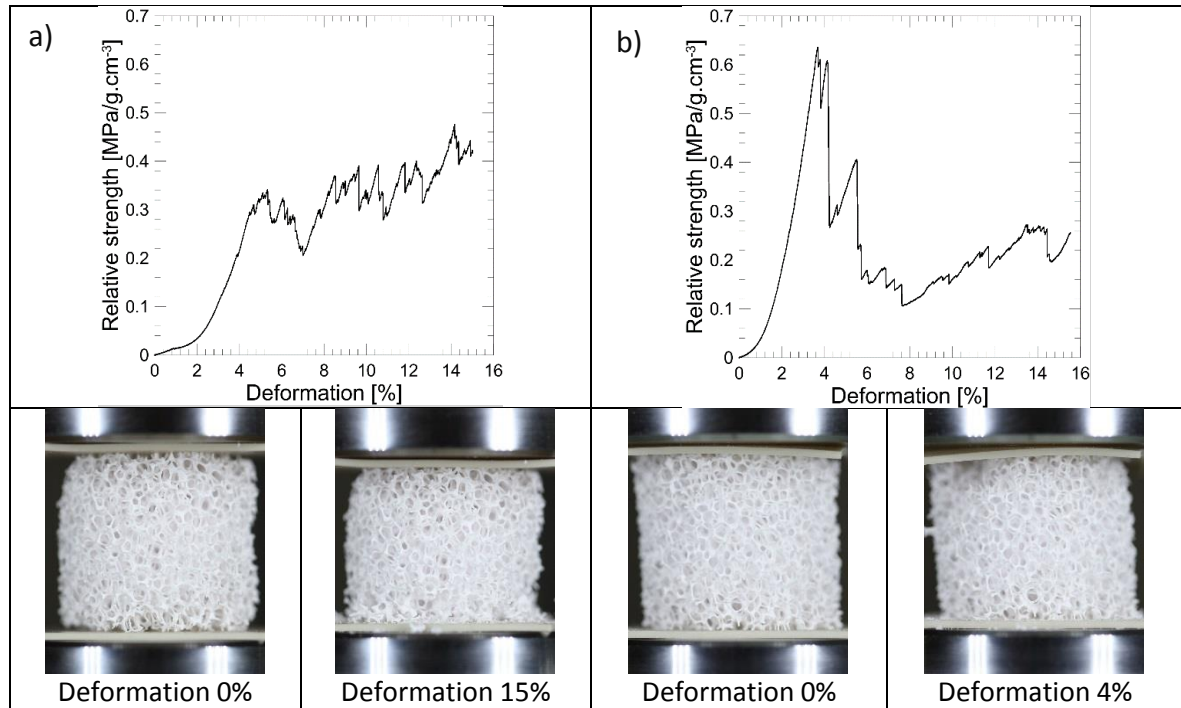 a)
Relative strength [MPa/g.cm-3]
0.7
0.6
0.5
0.4
0.3
0.2
0.1
0
0 2 4 6 8 10 12 14 16
Deformation [%]
b)
Relative strength [MPa/g.cm-3]
0.7
0.6
0.5
0.4
0.3
0.2
0.1
0
0 2 4 6 8 10 12 14 16
Deformation [%]
Deformation 0%
Deformation 15%
Deformation 0%
Deformation 4%